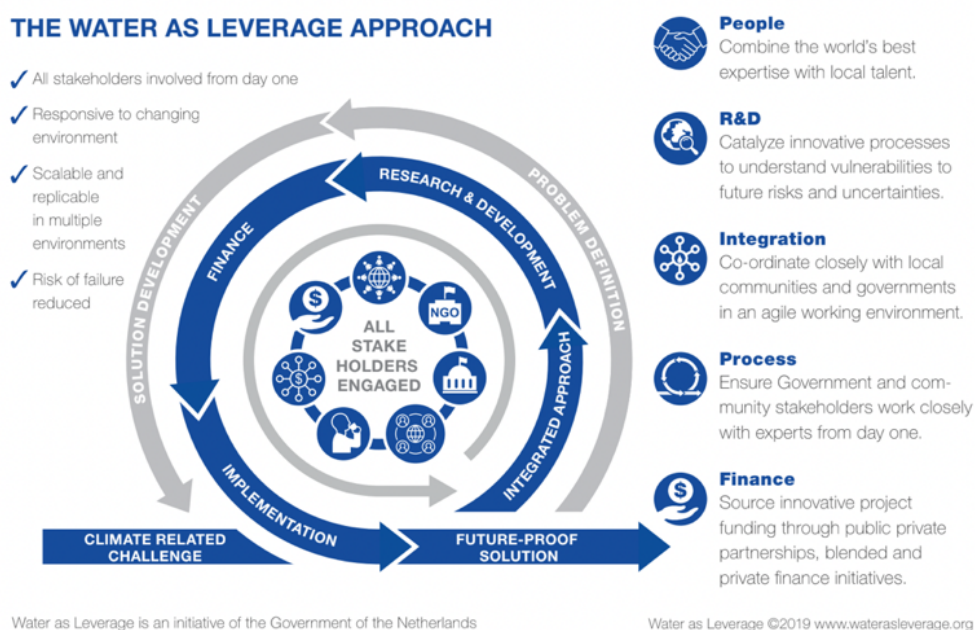 THE WATER AS LEVERAGE APPROACH
All stakeholders involved from day one
Responsive to changing
environment
Scalable and
replicable
in multiple
environments
Risk of failure
reduced
SOLUTION DEVELOPMENT
PROBLEM DEFINITION
FINANCE
RESEARCH & DEVELOPMENT
INTEGRATED APPROACH
IMPLEMENTATION
$
NGO
$
ALL
STAKE
HOLDERS
ENGAGED
CLIMATE RELATED
CHALLENGE
FUTURE-PROOF
SOLUTION
People
Combine the world's best
expertise with local talent.
R&D
Catalyze innovative processes
to understand vulnerabilities to
future risks and uncertainties.
Integration
Co-ordinate closely with local
communities and governments
in an agile working environment.
Process
Ensure Government and com-
munity stakeholders work closely
with experts from day one.
$
Finance
Source innovative project
funding through public private
partnerships, blended and
private finance initiatives.
Water as Leverage is an initiative of the Government of the Netherlands
Water as Leverage ©2019 www.waterasleverage.org